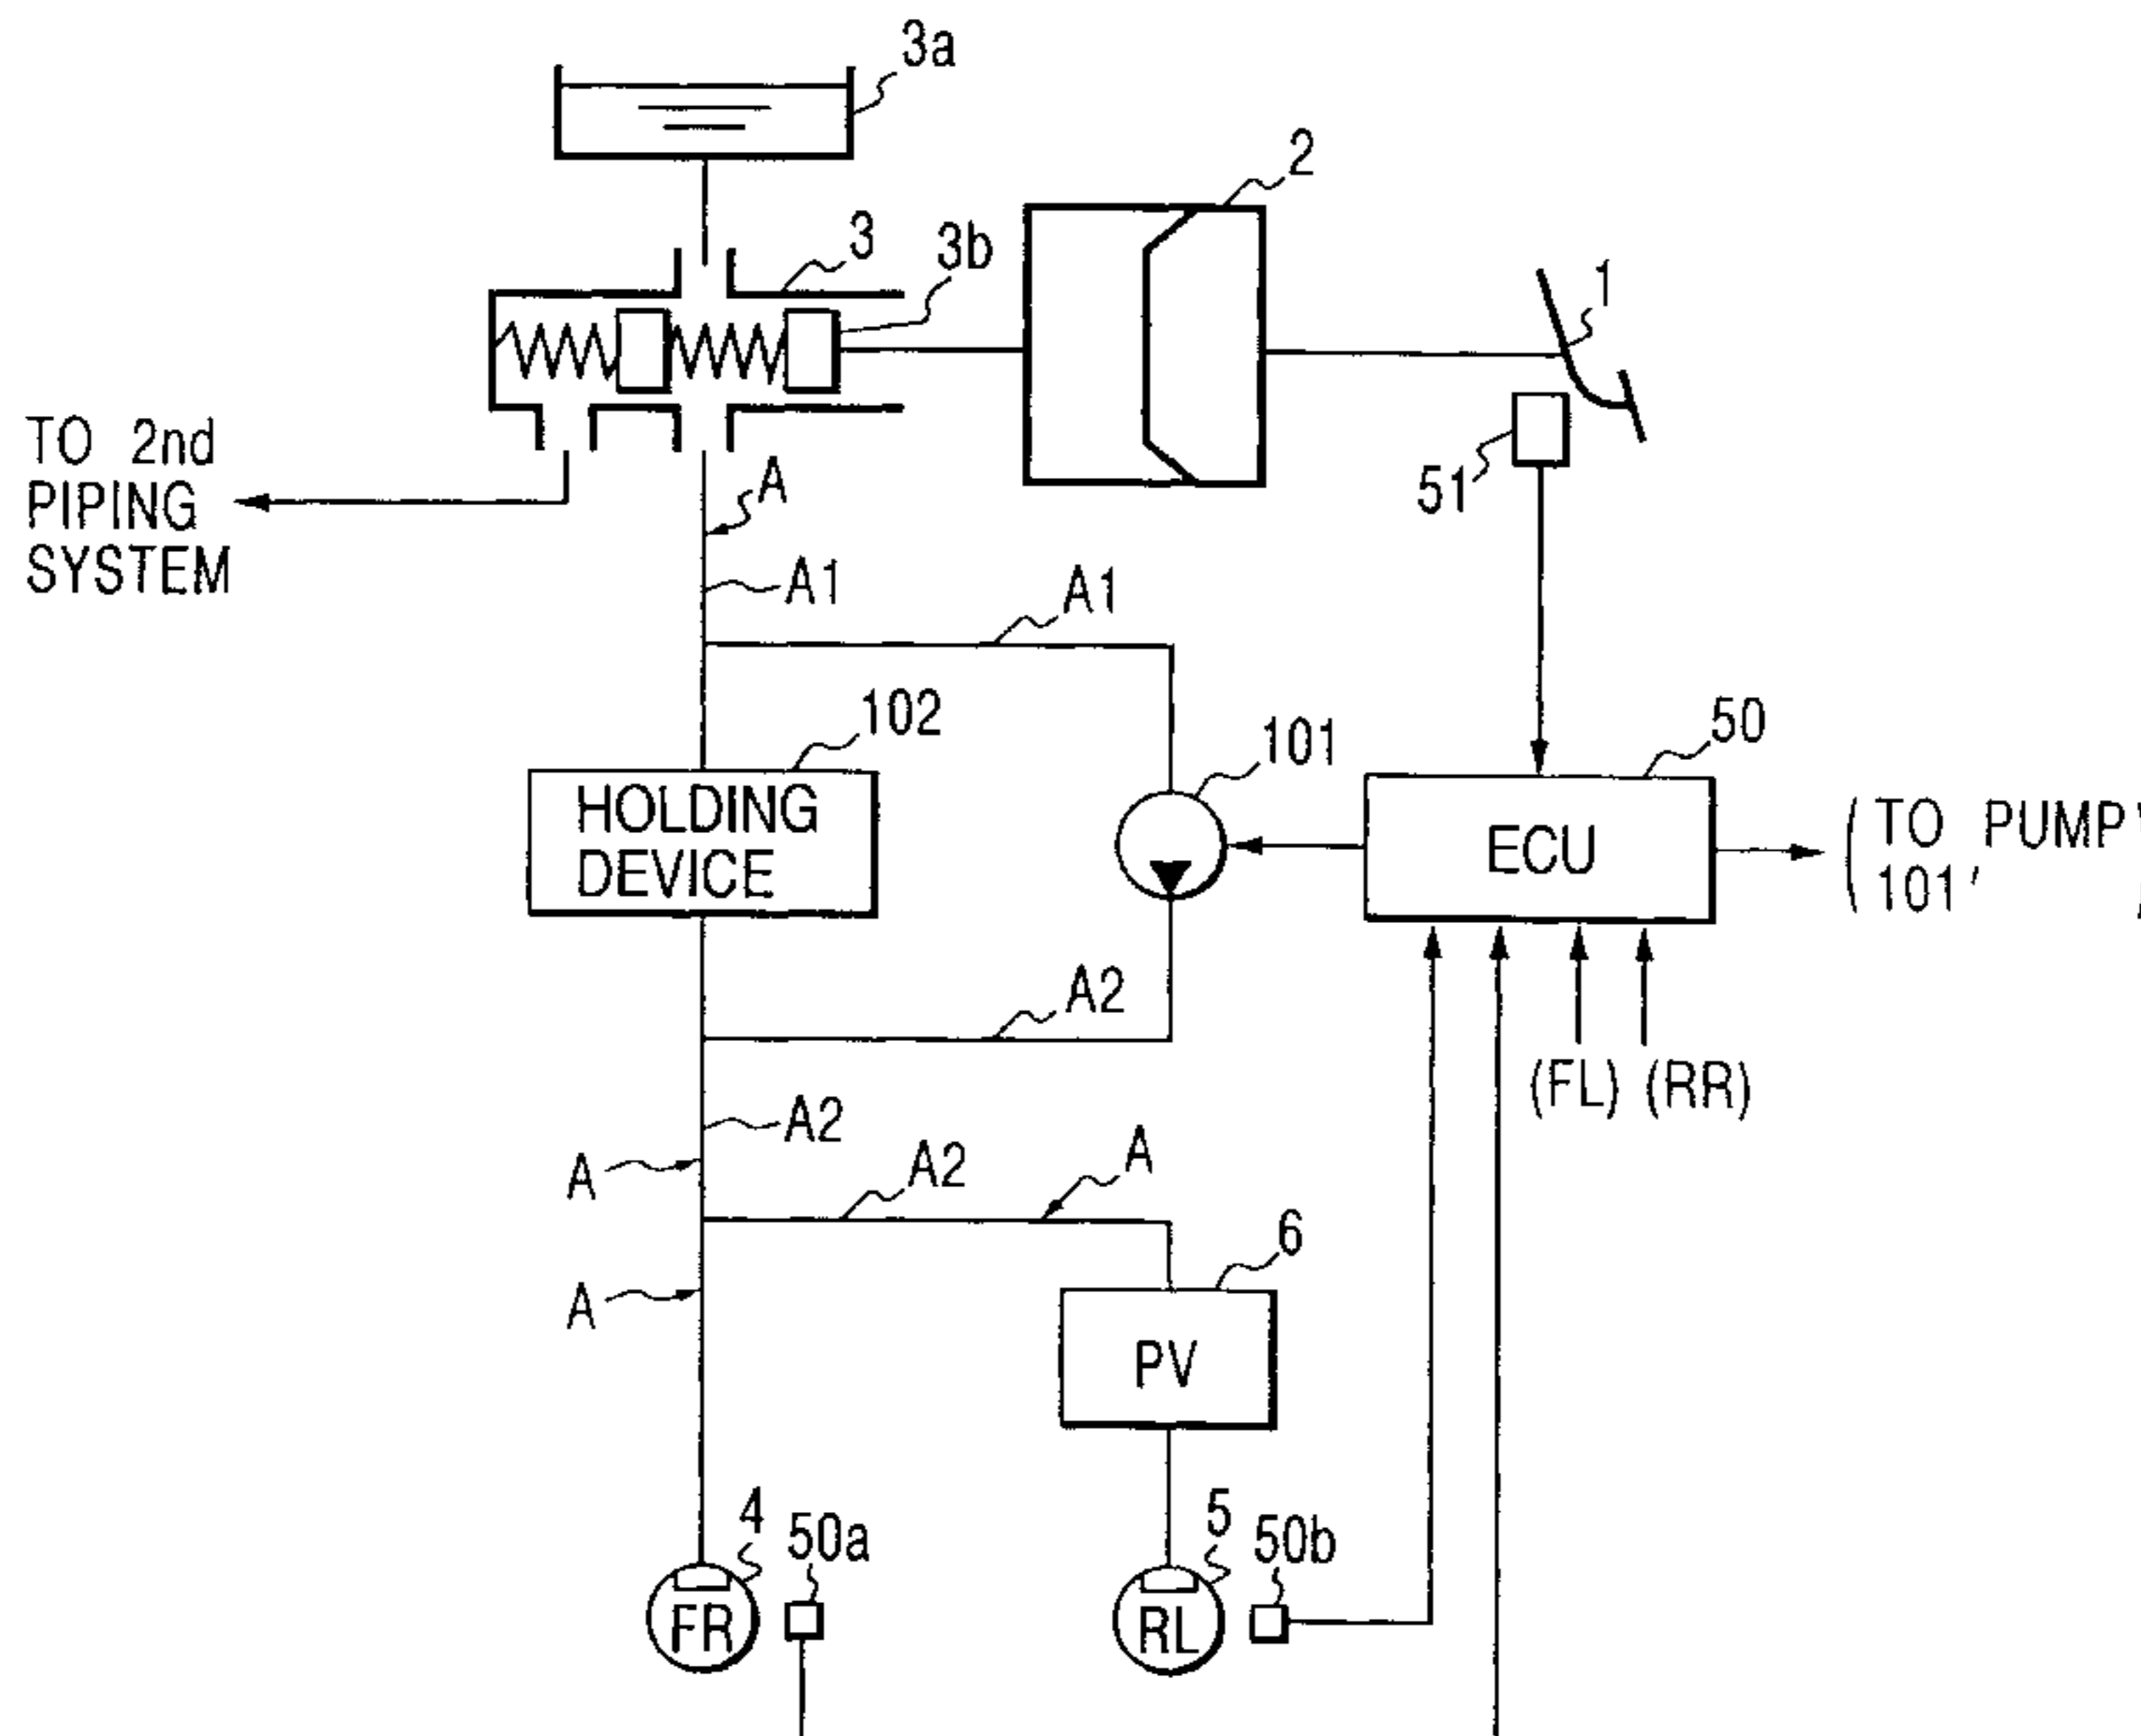 3a
2
3
3b
1
TO 2nd
PIPING
SYSTEM
51
A
A1
A1
102
101
50
HOLDING
DEVICE
ECU
(TO PUMP
101')
A2
(FL) (RR)
A2
A
A2
A
A
6
PV
4
50a
5
50b
FR
RL